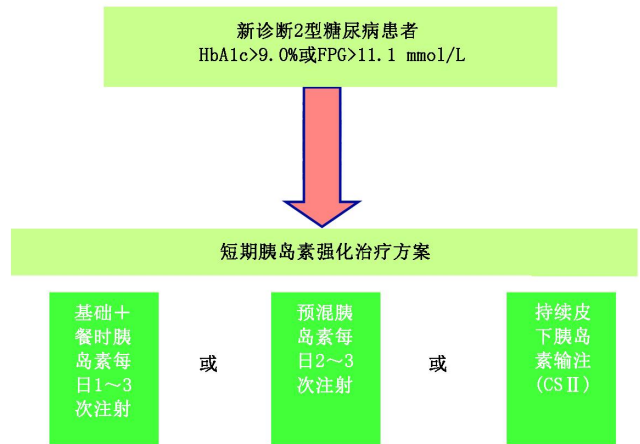 新诊断2型糖尿病患者
HbA1c>9.0%或FPG>11.1 mmol/L
短期胰岛素强化治疗方案
基础＋
餐时胰
岛素每
日1～3
次注射
或
预混胰
岛素每
日2～3
次注射
或
持续皮
下胰岛
素输注
(CSⅡ)